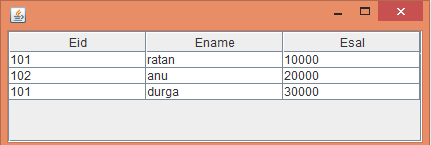 Eid Ename Esal
101 ratan 10000
102 anu 20000
101 durga 30000